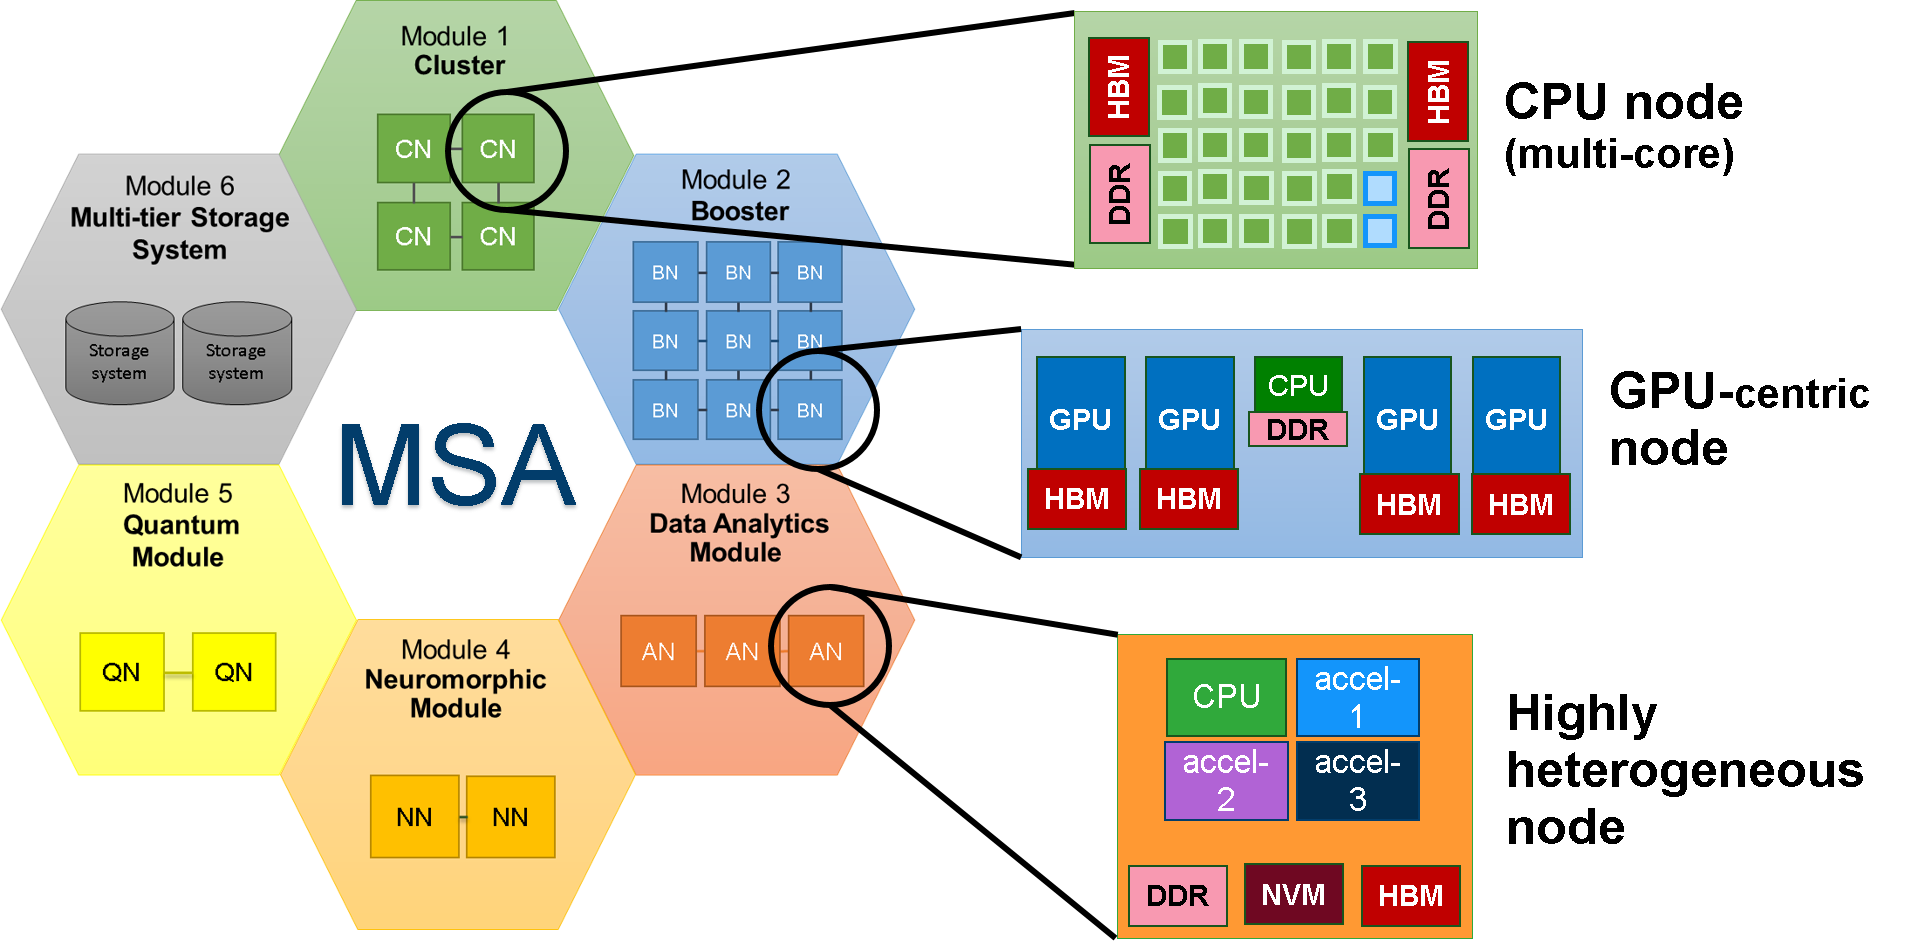 Module 1
Cluster
CN
CN
CN
CN
Module 2
Booster
BN
BN
BN
BN
BN
BN
BN
BN
BN
Module 3
Data Analytics
Module
AN
AN
AN
Module 4
Neuromorphic
Module
NN
NN
Module 5
Quantum
Module
QN
QN
Module 6
Multi-tier Storage
System
Storage
system
Storage
system
MSA
HBM
DDR
HBM
DDR
CPU node
(multi-core)
GPU
HBM
GPU
HBM
CPU
DDR
GPU
HBM
GPU
HBM
GPU-centric
node
CPU
accel-
1
accel-
2
accel-
3
DDR
NVM
HBM
Highly
heterogeneous
node